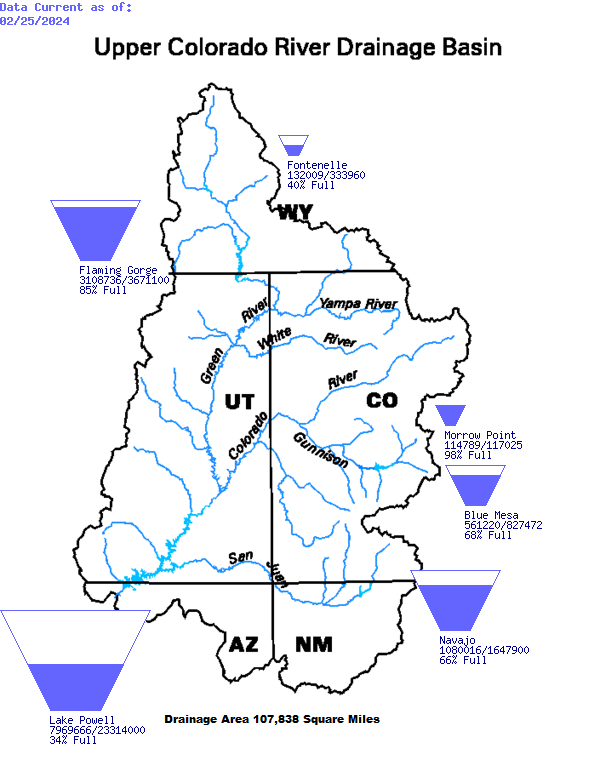 Data Current as of:
02/25/2024
Upper Colorado River Drainage Basin
Fontenelle
132009/333960
40% Full
WY
Flaming Gorge
3108736/3671100
85% Full
Green River
Yampa River
White River
UT
CO
Colorado River
Gunnison
Morrow Point
114789/117025
98% Full
Blue Mesa
561220/827472
68% Full
San Juan
Navajo
1080016/1647900
66% Full
AZ
NM
Lake Powell
7969666/23314000
34% Full
Drainage Area 107,838 Square Miles